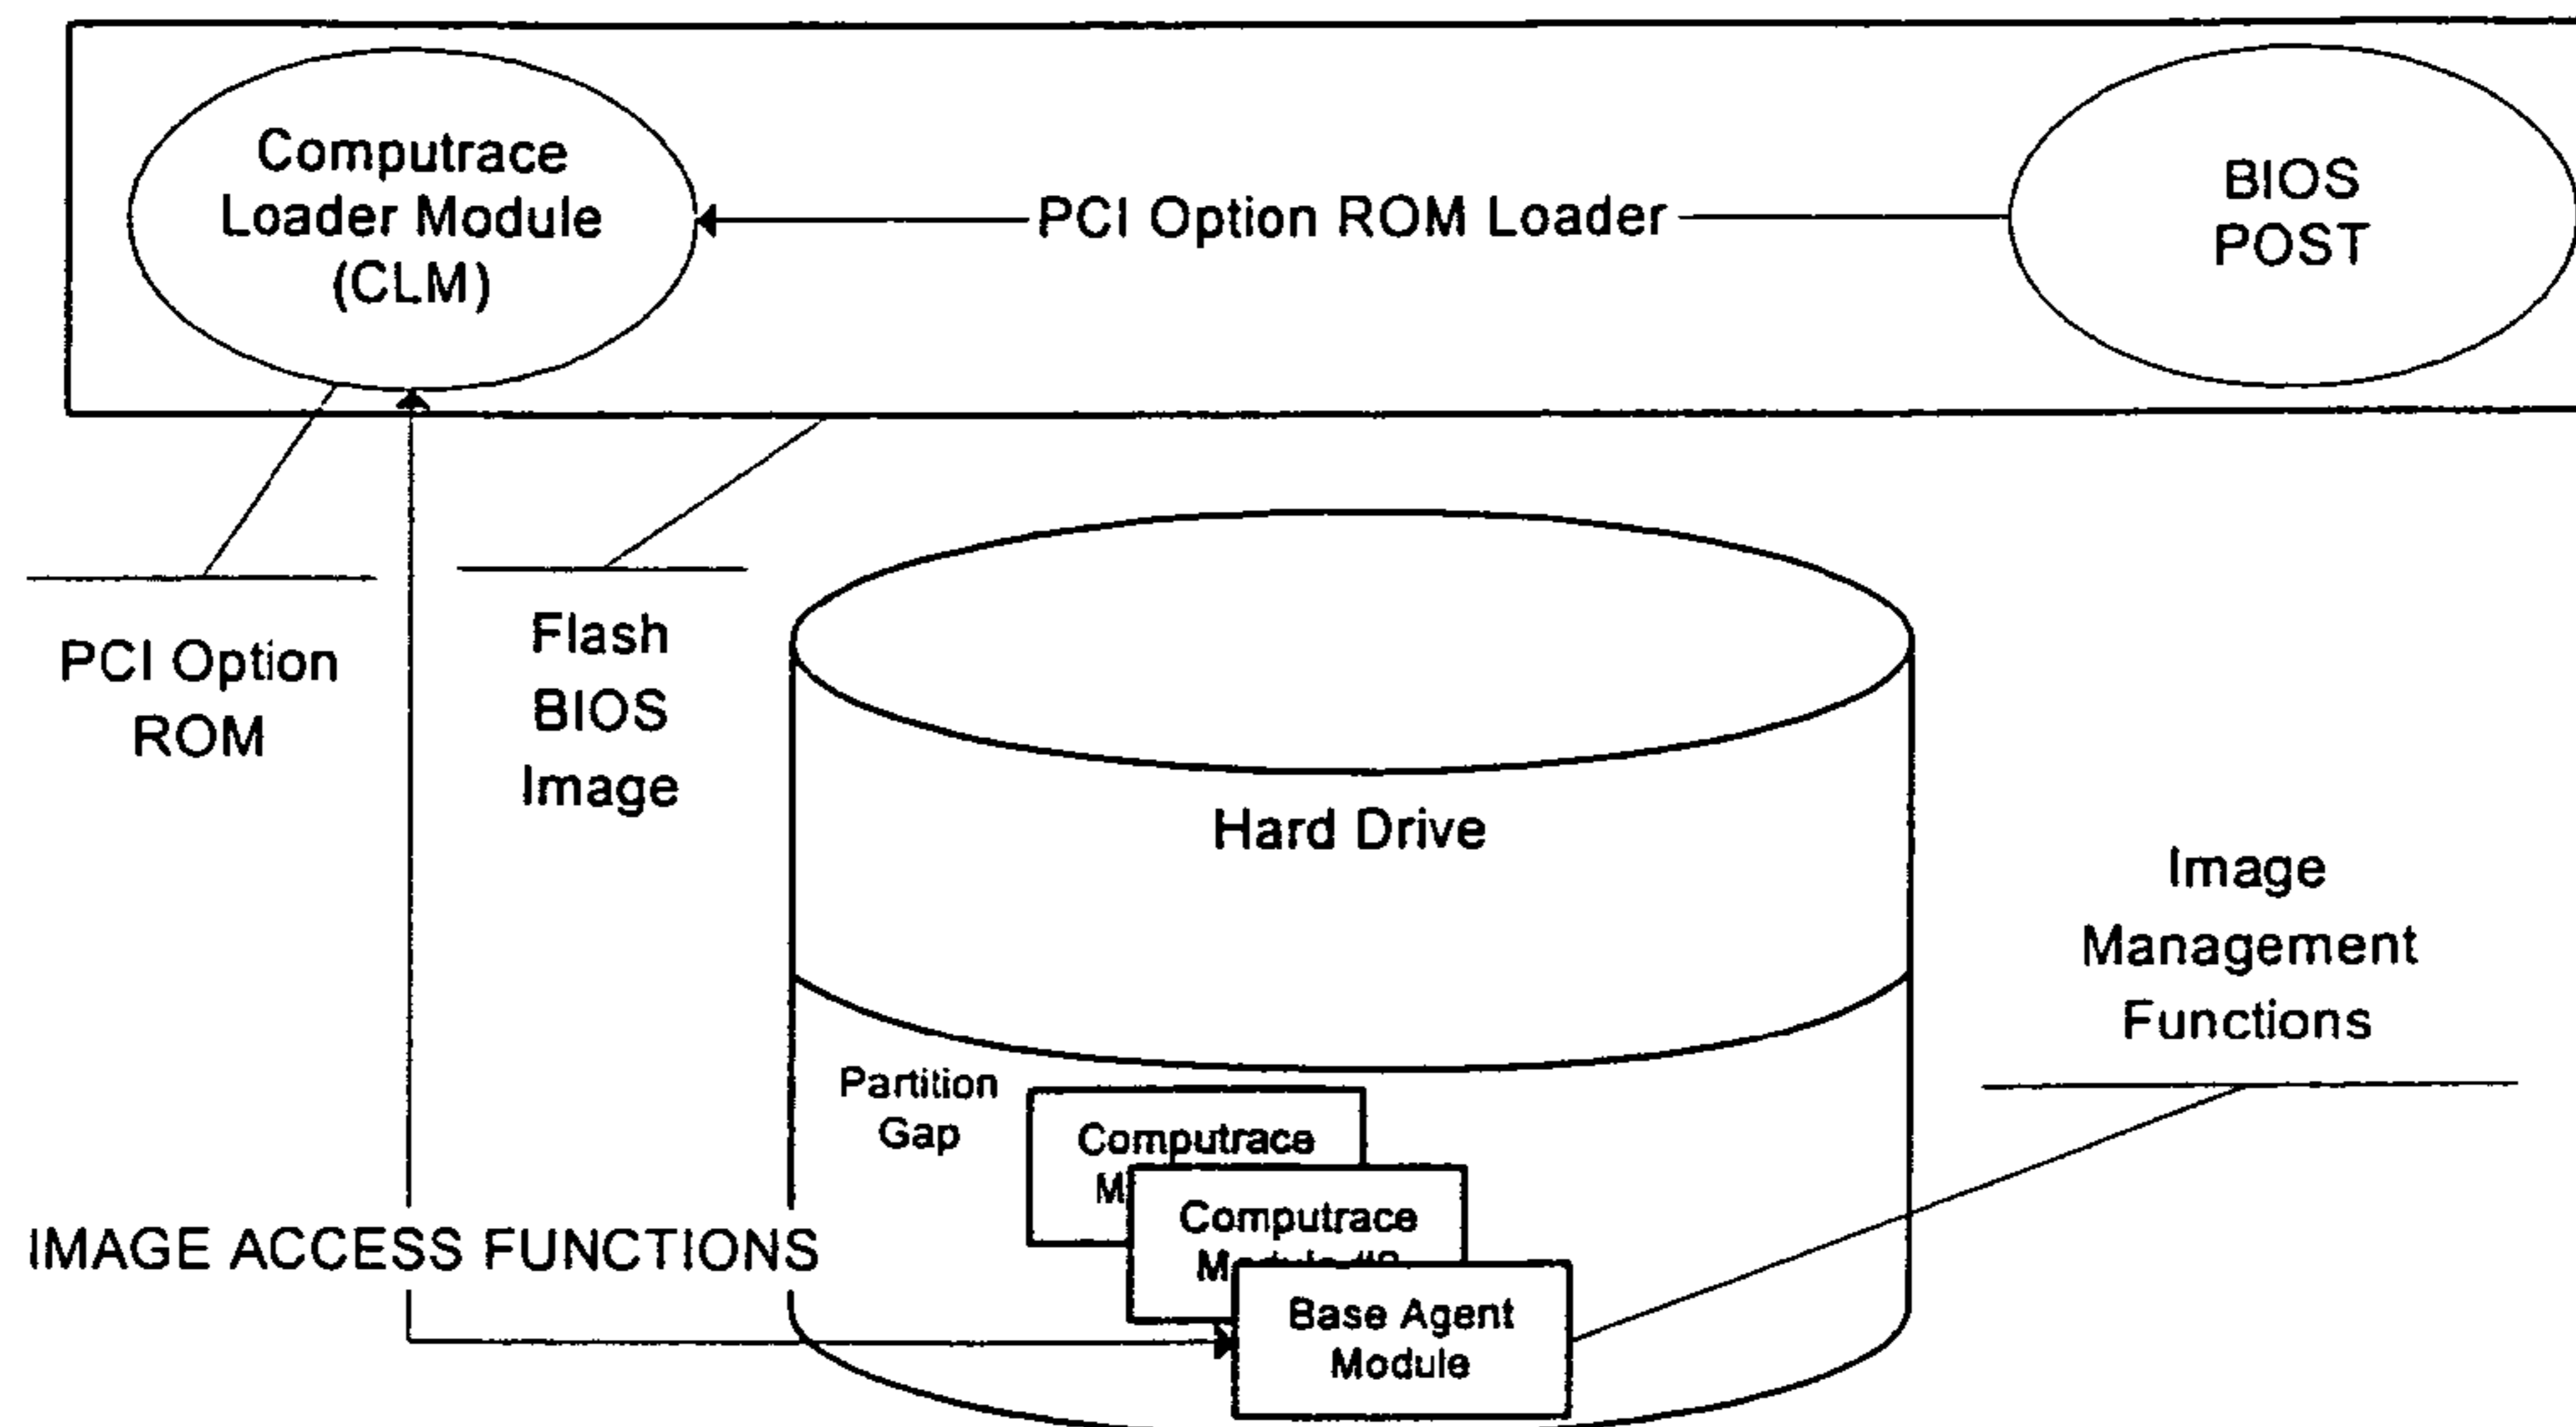 Computrace
Loader Module
(CLM)
PCI Option ROM Loader
BIOS
POST
PCI Option
ROM
Flash
BIOS
Image
Hard Drive
Image
Management
Functions
Partition
Gap
Computrace
Computrace
IMAGE ACCESS FUNCTIONS
Base Agent
Module